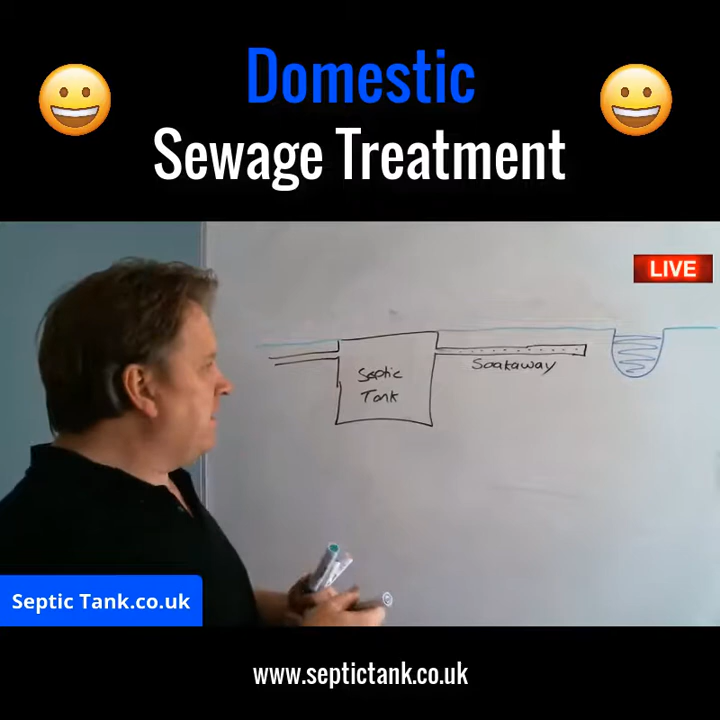 Domestic
Sewage Treatment
LIVE
Septic
Tank
Soakaway
Septic Tank.co.uk
www.septictank.co.uk